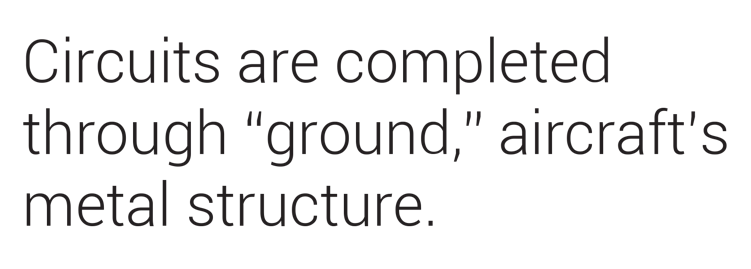 Circuits are completed
through “ground,” aircraft's
metal structure.